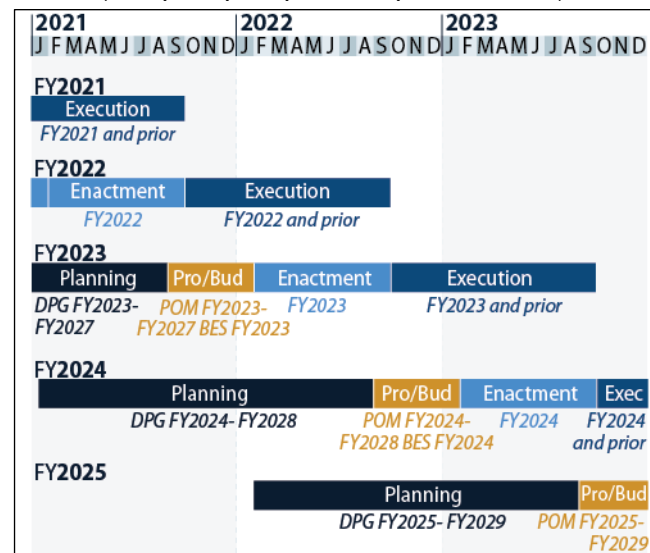 2021 2022 2023
J F M A M J J A S O N D J F M A M J J A S O N D J F M A M J J A S O N D
FY2021
Execution
FY2021 and prior
FY2022
Enactment Execution
FY2022 FY2022 and prior
FY2023
Planning Pro/Bud Enactment Execution
DPG FY2023- POM FY2023- FY2023 FY2023 and prior
FY2027 FY2027 BES FY2023
FY2024
Planning Pro/Bud Enactment Exec
DPG FY2024- FY2028 POM FY2024- FY2024 FY2024
FY2028 BES FY2024 and prior
FY2025
Planning Pro/Bud
DPG FY2025- FY2029 POM FY2025-
FY2029